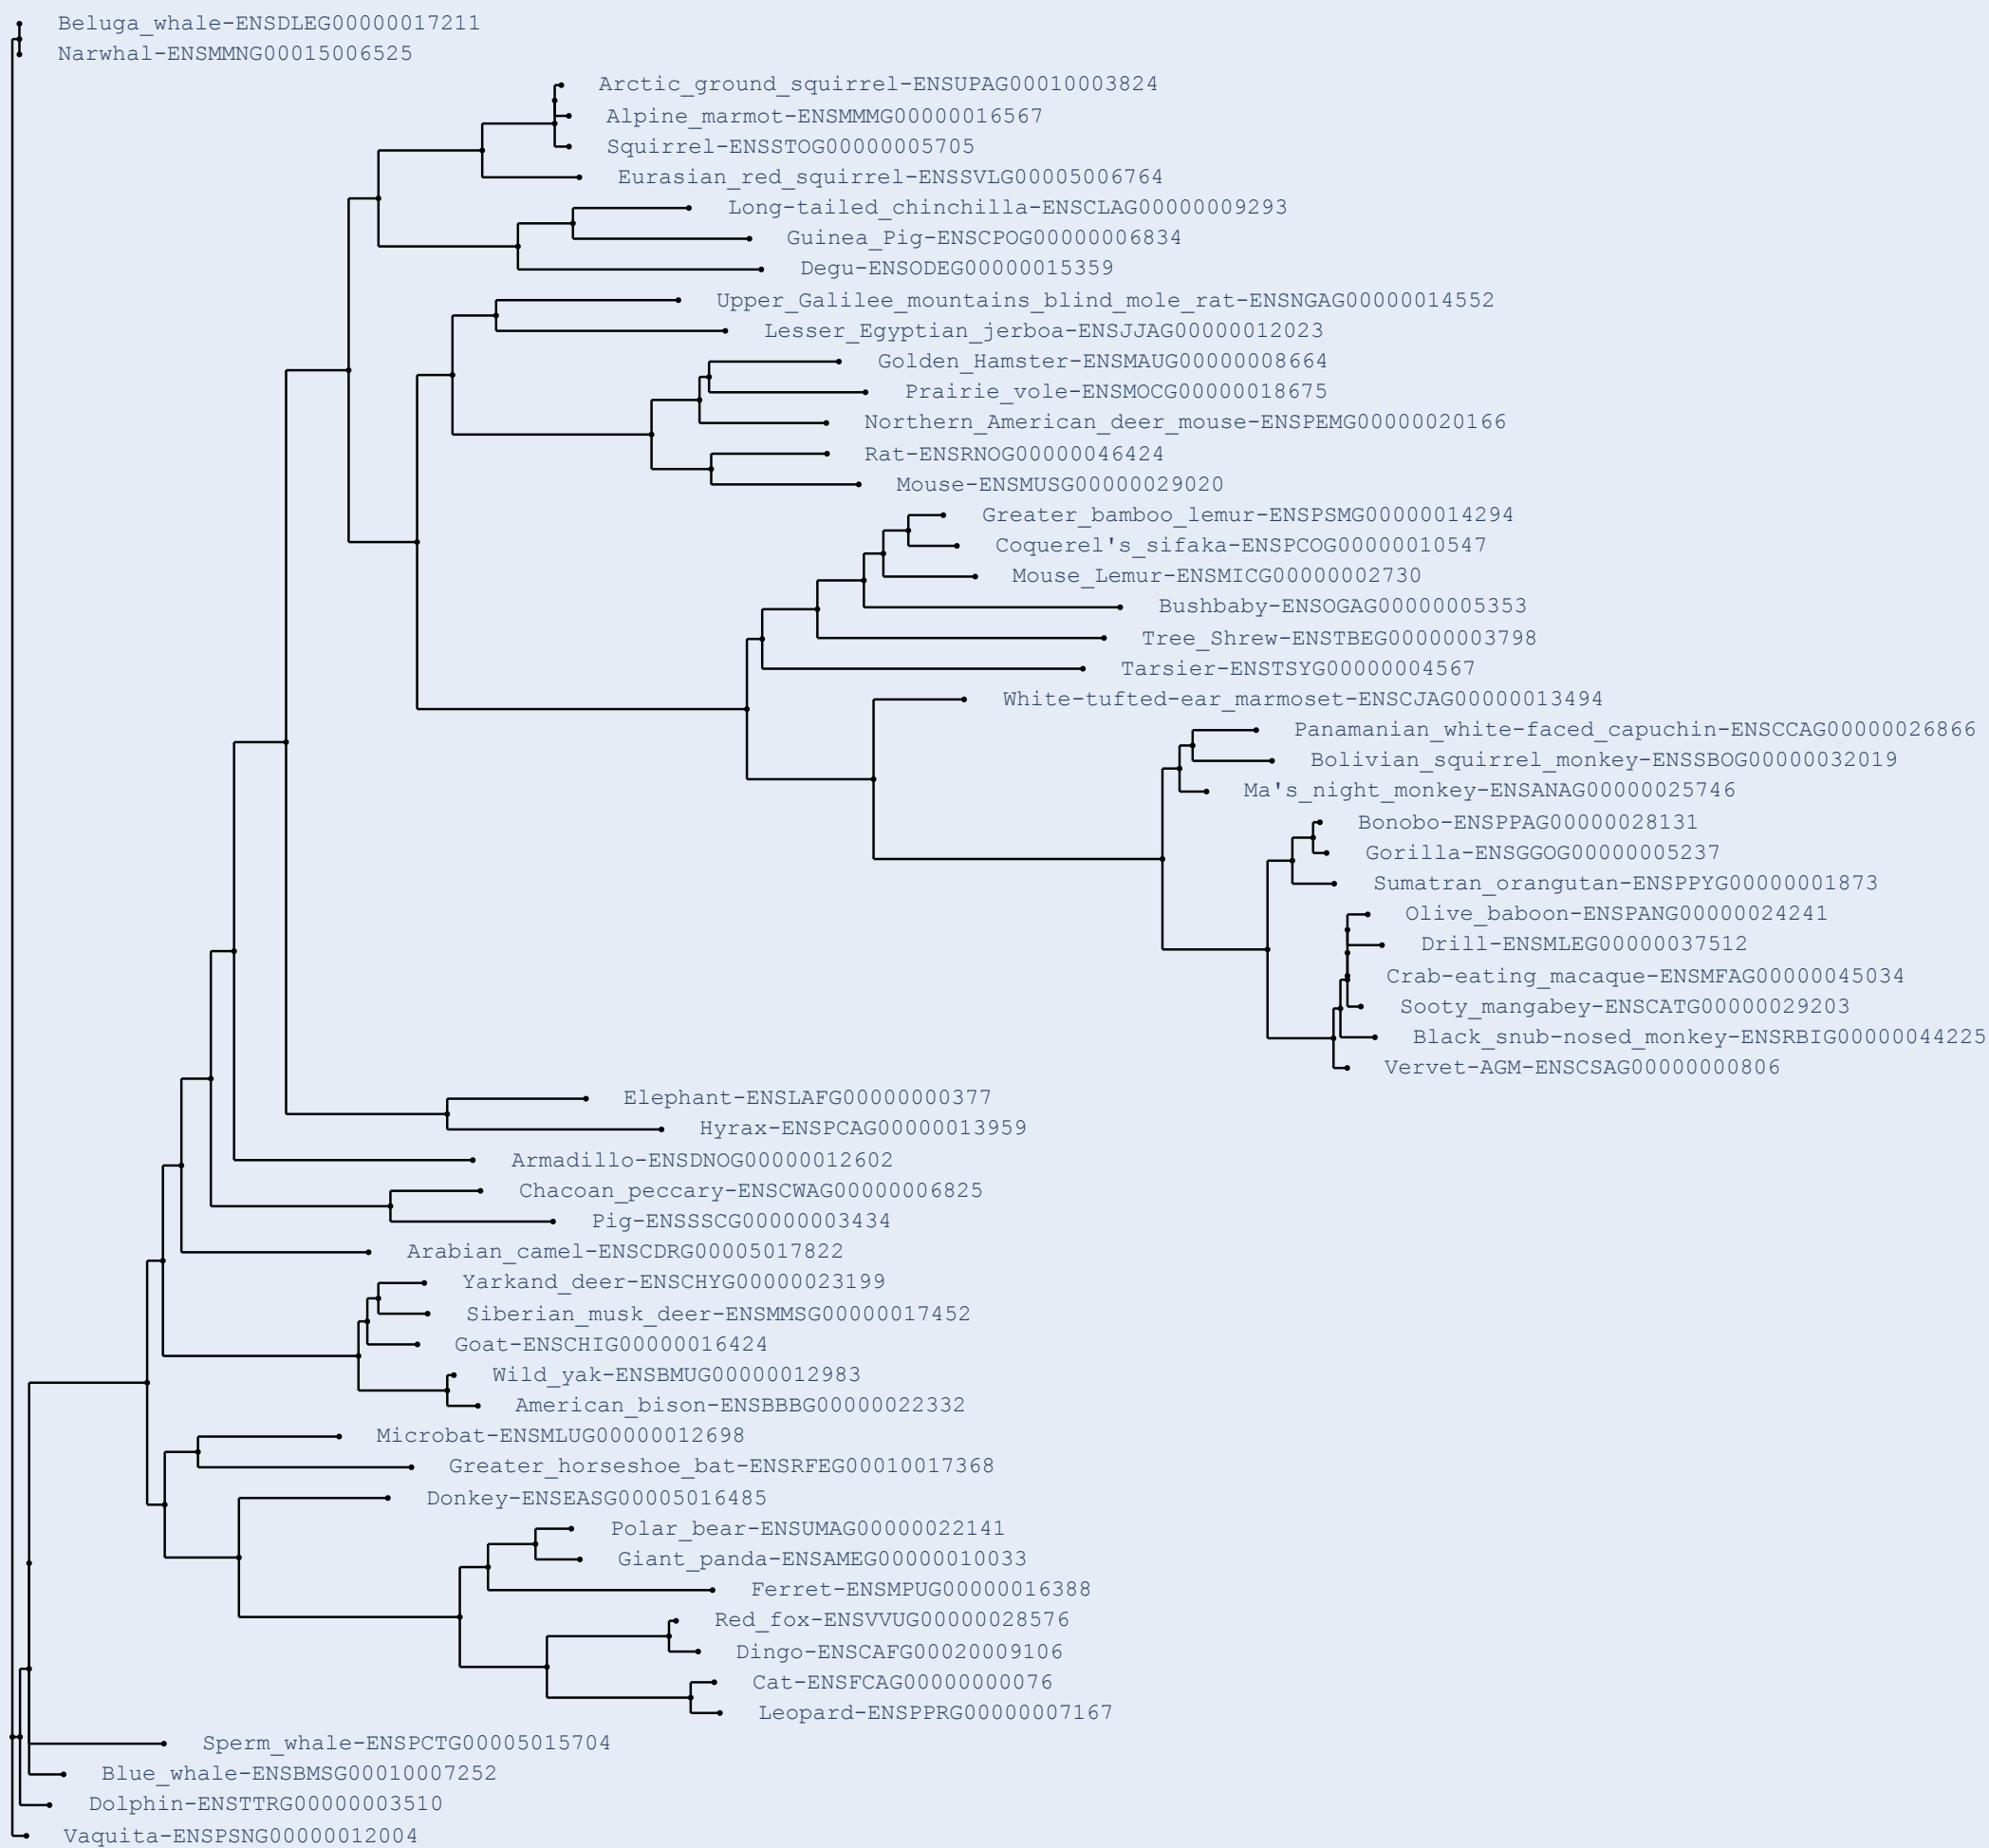 Beluga_whale-ENSDLEG00000017211
Narwhal-ENSMMNG00015006525
Arctic_ground_squirrel-ENSUPAG00010003824
Alpine_marmot-ENSMMMG00000016567
Squirrel-ENSSTOG00000005705
Eurasian_red_squirrel-ENSSVLG00005006764
Long-tailed_chinchilla-ENSCLAG00000009293
Guinea_Pig-ENSCPOG00000006834
Degu-ENSODEG00000015359
Upper_Galilee_mountains_blind_mole_rat-ENSNGAG00000014552
Lesser_Egyptian_jerboa-ENSJJAG00000012023
Golden_Hamster-ENSMAUG00000008664
Prairie_vole-ENSMOCG00000018675
Northern_American_deer_mouse-ENSPEMG00000020166
Rat-ENSRNOG00000046424
Mouse-ENSMUSG00000029020
Greater_bamboo_lemur-ENSPSMG00000014294
Coquerel's_sifaka-ENSPCOG00000010547
Mouse_Lemur-ENSMICG00000002730
Bushbaby-ENSOGAG00000005353
Tree_Shrew-ENSTBEG00000003798
Tarsier-ENSTSYG00000004567
White-tufted-ear_marmoset-ENSCJAG00000013494
Panamanian_white-faced_capuchin-ENSCCAG00000026866
Bolivian_squirrel_monkey-ENSSBOG00000032019
Ma's_night_monkey-ENSANAG00000025746
Bonobo-ENSPPAG00000028131
Gorilla-ENSGGOG00000005237
Sumatran_orangutan-ENSPPYG00000001873
Olive_baboon-ENSPANG00000024241
Drill-ENSMLEG00000037512
Crab-eating_macaque-ENSMFAG00000045034
Sooty_mangabey-ENSCATG00000029203
Black_snub-nosed_monkey-ENSRBIG00000044225
Vervet-AGM-ENSCSAG00000000806
Elephant-ENSLAFG00000000377
Hyrax-ENSPCAG00000013959
Armadillo-ENSDNOG00000012602
Chacoan_peccary-ENSCWAG00000006825
Pig-ENSSSCG00000003434
Arabian_camel-ENSCDRG00005017822
Yarkand_deer-ENSCHYG00000023199
Siberian_musk_deer-ENSMMSG00000017452
Goat-ENSCHIG00000016424
Wild_yak-ENSBMUG00000012983
American_bison-ENSBBBG00000022332
Microbat-ENSMLUG00000012698
Greater_horseshoe_bat-ENSRFEG00010017368
Donkey-ENSEASG00005016485
Polar_bear-ENSUMAG00000022141
Giant_panda-ENSAMEG00000010033
Ferret-ENSMPUG00000016388
Red_fox-ENSVVUG00000028576
Dingo-ENSCAFG00020009106
Cat-ENSFCAG00000000076
Leopard-ENSPPRG00000007167
Sperm_whale-ENSPCTG00005015704
Blue_whale-ENSBMSG00010007252
Dolphin-ENSTTRG00000003510
Vaquita-ENSPSNG00000012004